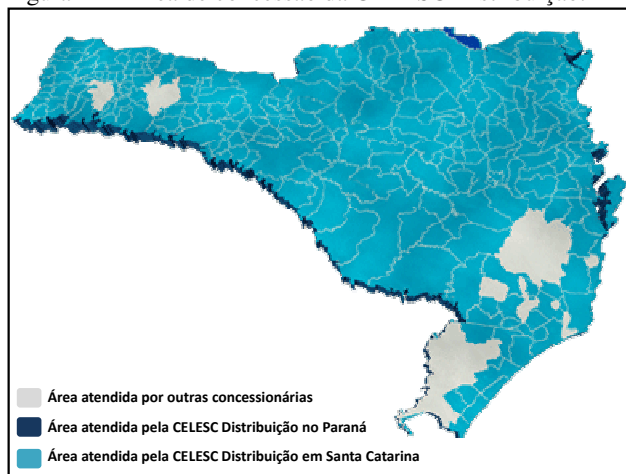 Área atendida por outras concessionárias
Área atendida pela CELESC Distribuição no Paraná
Área atendida pela CELESC Distribuição em Santa Catarina